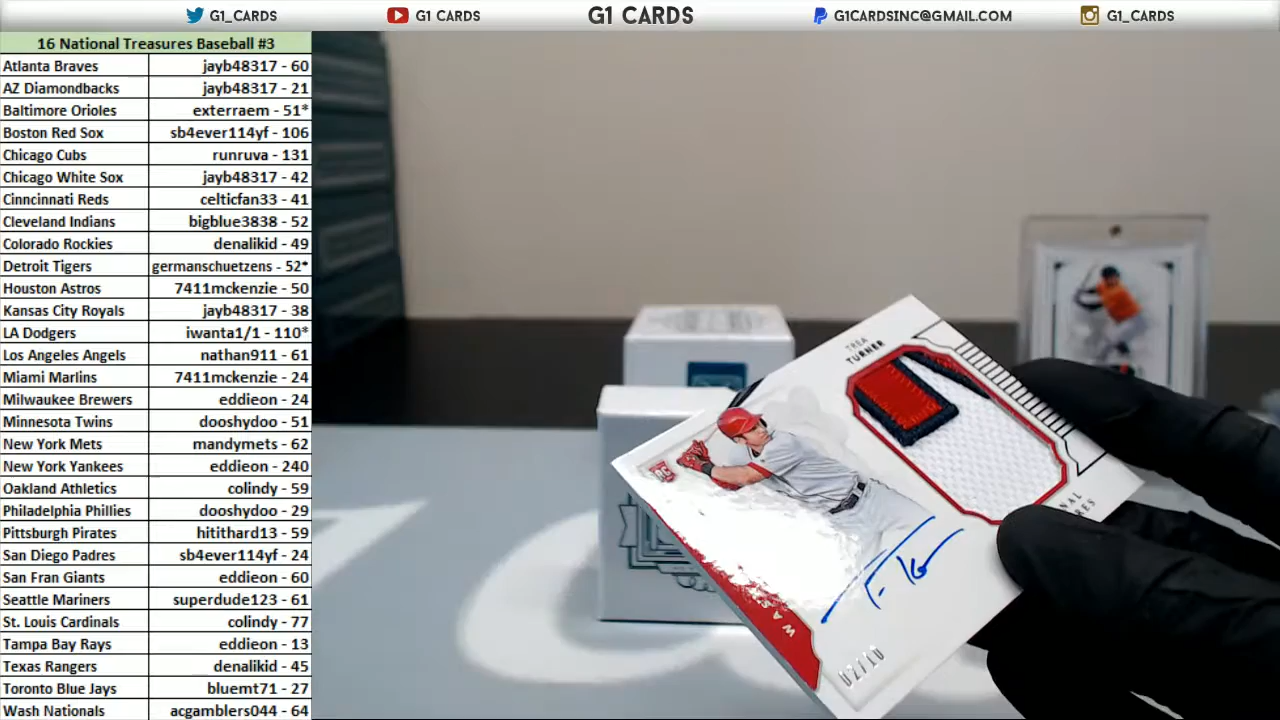 G1_CARDS
G1 CARDS
G1 CARDS
G1CARDSINC@GMAIL.COM
G1_CARDS
16 National Treasures Baseball #3
Atlanta Braves jayb48317 - 60
AZ Diamondbacks jayb48317 - 21
Baltimore Orioles exterraem - 51*
Boston Red Sox sb4ever114yf - 106
Chicago Cubs runruva - 131
Chicago White Sox jayb48317 - 42
Cinncinnati Reds celticfan33 - 41
Cleveland Indians bigblue3838 - 52
Colorado Rockies denalikid - 49
Detroit Tigers germanschuetzens - 52*
Houston Astros 7411mckenzie - 50
Kansas City Royals jayb48317 - 38
LA Dodgers iwanta1/1 - 110*
Los Angeles Angels nathan911 - 61
Miami Marlins 7411mckenzie - 24
Milwaukee Brewers eddieon - 24
Minnesota Twins dooshydoo - 51
New York Mets mandymets - 62
New York Yankees eddieon - 240
Oakland Athletics colindy - 59
Philadelphia Phillies dooshydoo - 29
Pittsburgh Pirates hitithard13 - 59
San Diego Padres sb4ever114yf - 24
San Fran Giants eddieon - 60
Seattle Mariners superdude123 - 61
St. Louis Cardinals colindy - 77
Tampa Bay Rays eddieon - 13
Texas Rangers denalikid - 45
Toronto Blue Jays bluemt71 - 27
Wash Nationals acgamblers044 - 64
TREA
TURNER
RC
WAS
02/10